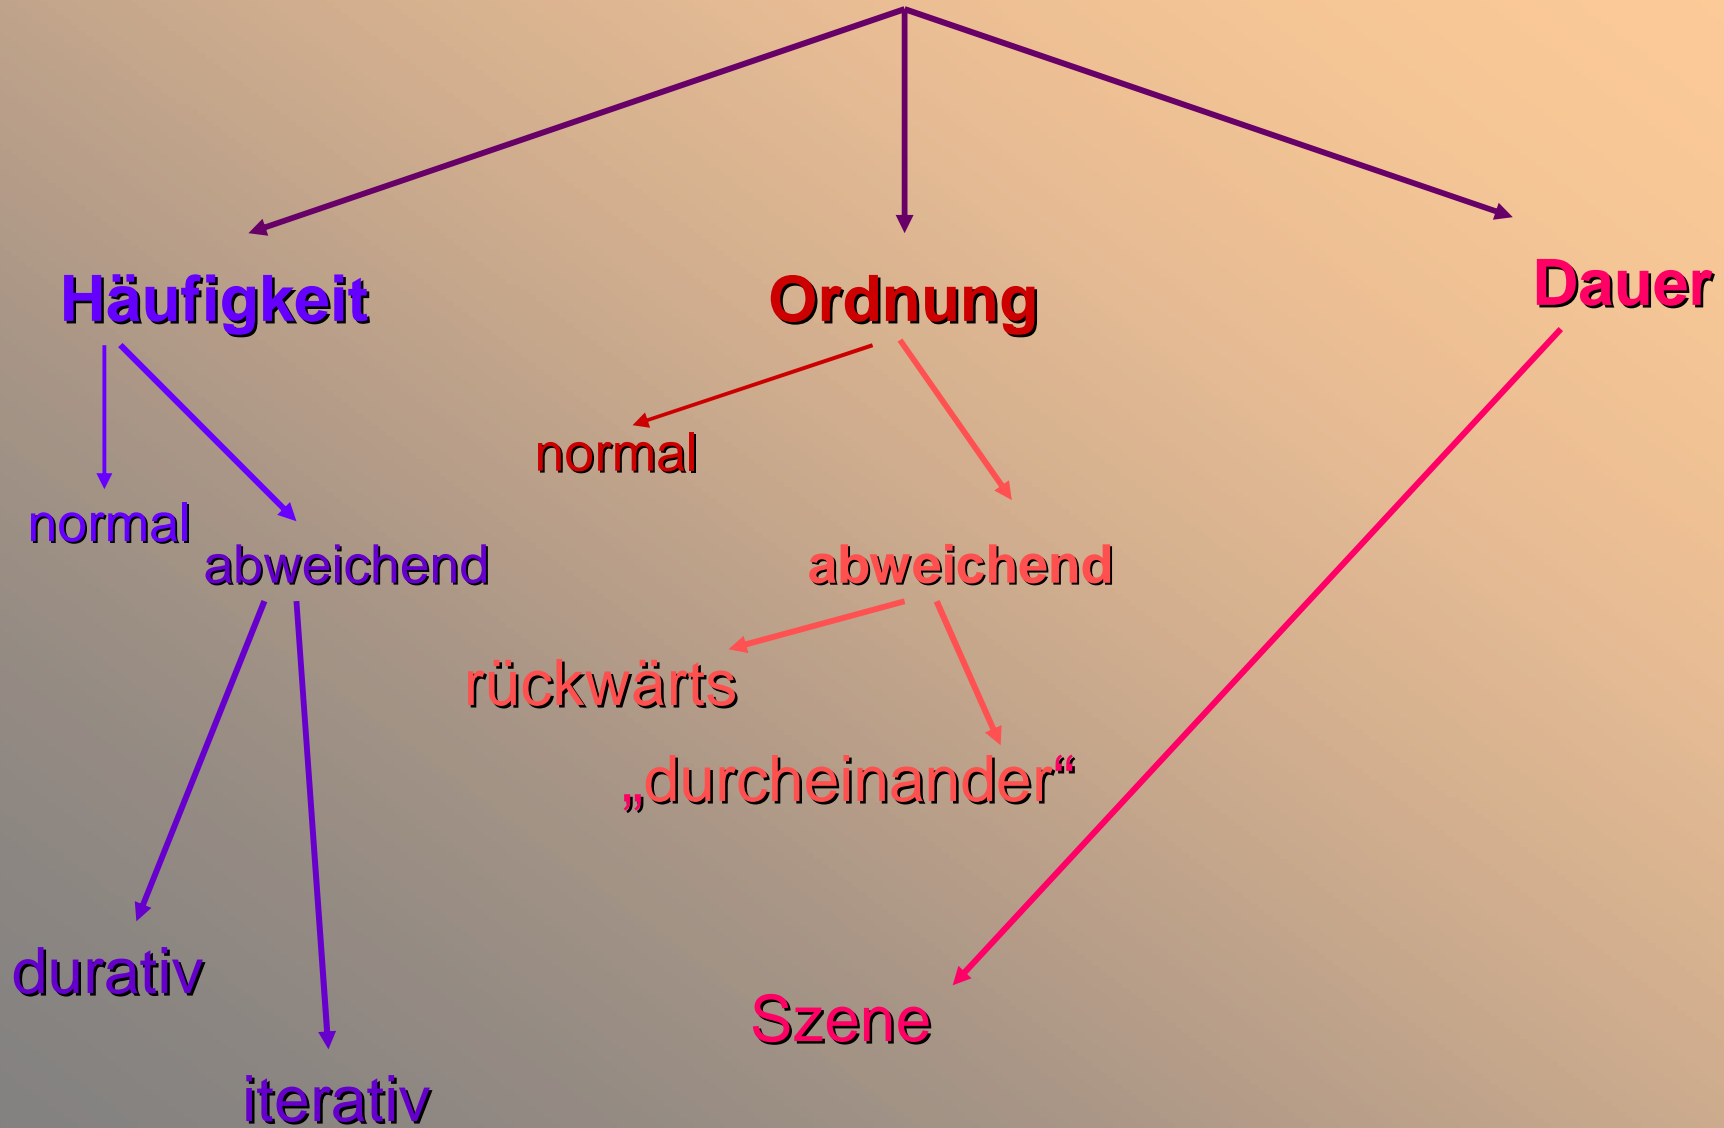 Häufigkeit
Ordnung
Dauer
normal
normal
abweichend
abweichend
rückwärts
„durcheinander“
durativ
Szene
iterativ